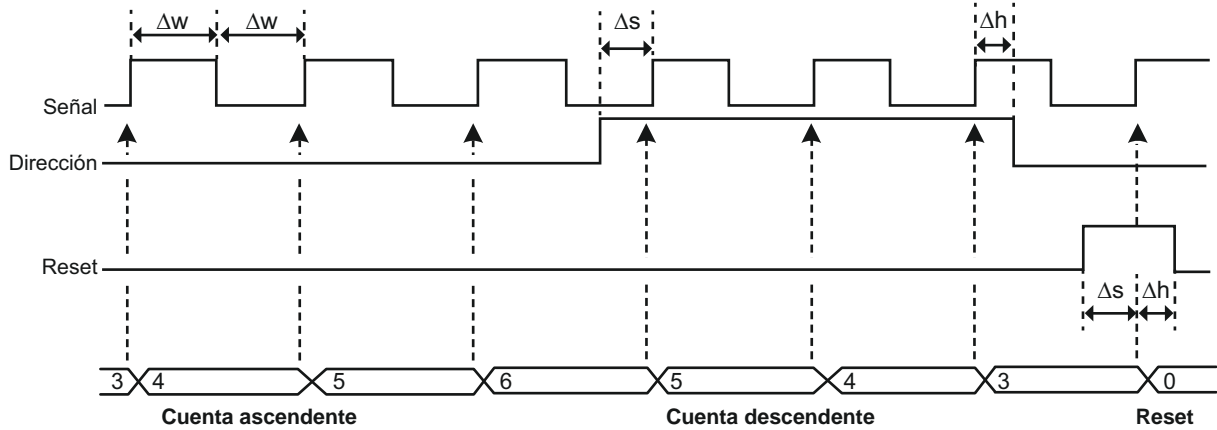 Δw Δw Δs Δh
Señal
Dirección
Reset
Δs Δh
3 4 5 6 5 4 3 0
Cuenta ascendente Cuenta descendente Reset